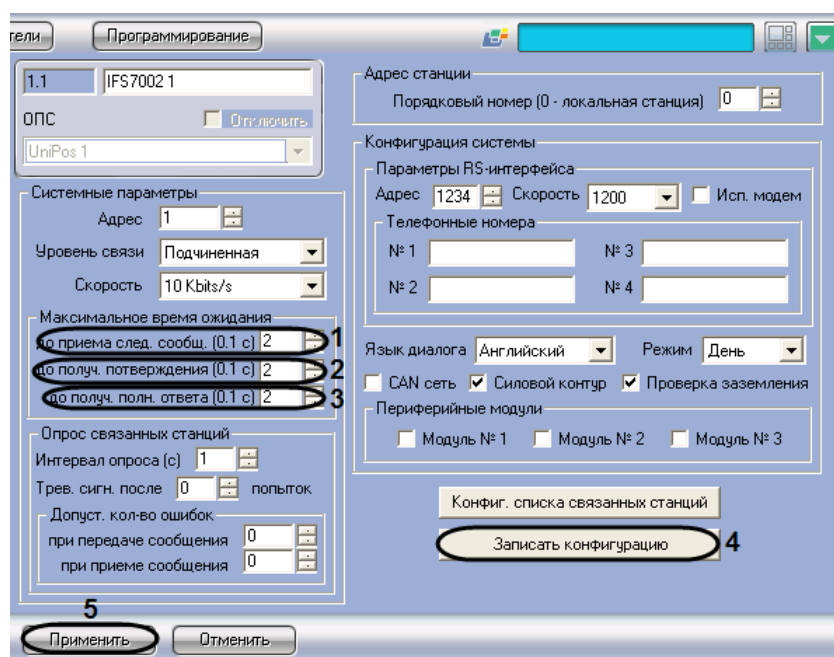 тели
Программирование
1.1 IFS7002 1
ОПС Отключить
UniPos 1
Системные параметры
Адрес 1
Уровень связи Подчиненная
Скорость 10 Kbits/s
Максимальное время ожидания
до приема след. сообщ. (0.1 с) 2 1
до получ. потверждения (0.1 с) 2 2
до получ. полн. ответа (0.1 с) 2 3
Опрос связанных станций
Интервал опроса (с) 1
Трев. сигн. после 0 попыток
Допуст. кол-во ошибок
при передаче сообщения 0
при приеме сообщения 0
Адрес станции
Порядковый номер (0 - локальная станция) 0
Конфигурация системы
Параметры RS-интерфейса
Адрес 1234 Скорость 1200 Исп. модем
Телефонные номера
№ 1 № 3
№ 2 № 4
Язык диалога Английский Режим День
CAN сеть Силовой контур Проверка заземления
Периферийные модули
Модуль № 1 Модуль № 2 Модуль № 3
Конфиг. списка связанных станций
Записать конфигурацию 4
5
Применить Отменить